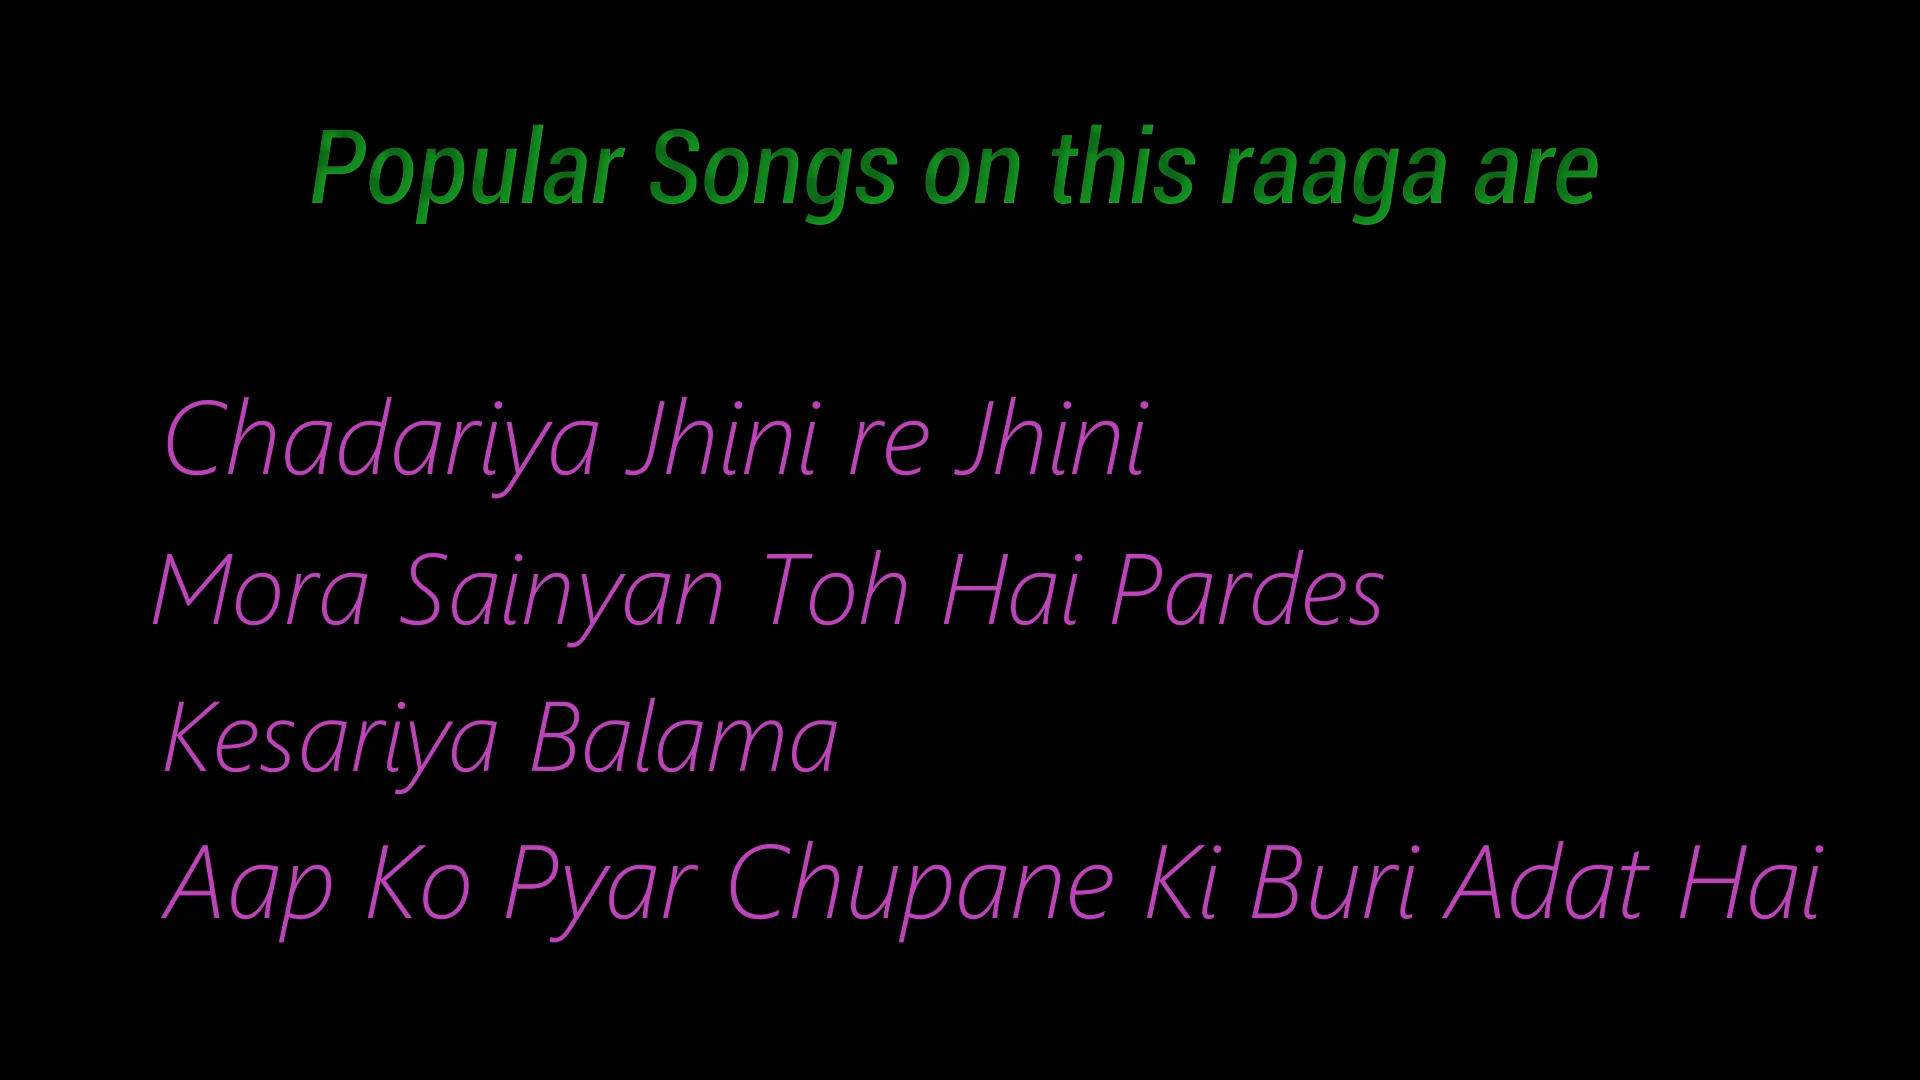 Popular Songs on this raaga are
Chadariya Jhini re Jhini
Mora Sainyan Toh Hai Pardes
Kesariya Balama
Aap Ko Pyar Chupane Ki Buri Adat Hai